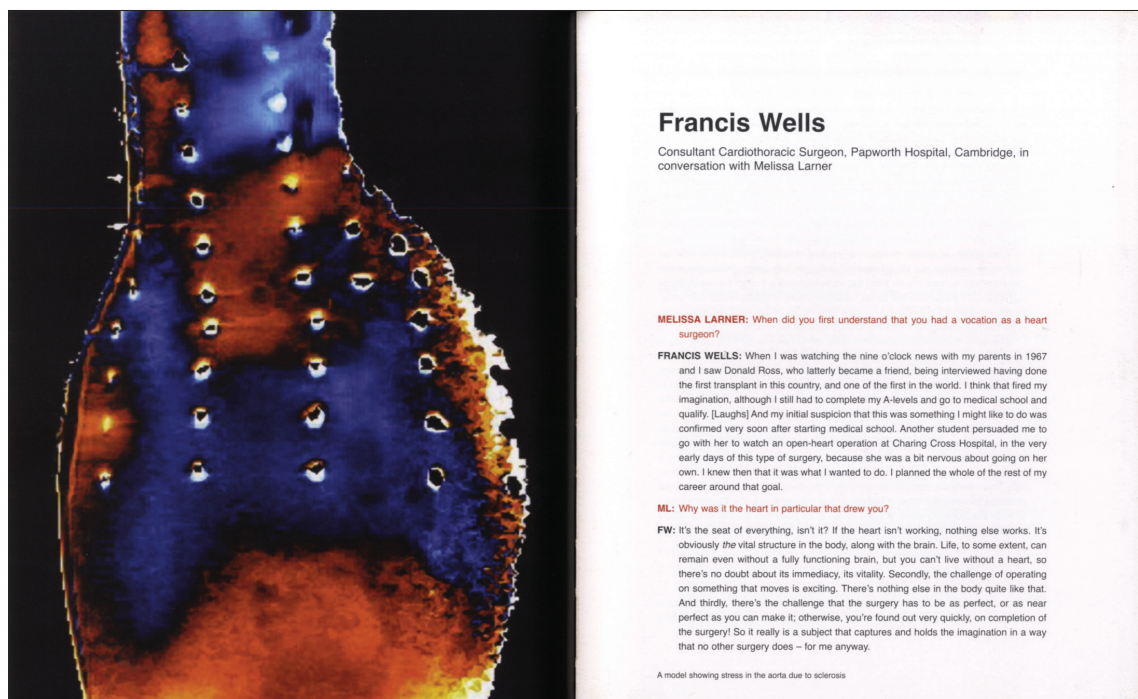 Francis Wells
Consultant Cardiothoracic Surgeon, Papworth Hospital, Cambridge, in
conversation with Melissa Larner
MELISSA LARNER: When did you first understand that you had a vocation as a heart
surgeon?
FRANCIS WELLS: When I was watching the nine o'clock news with my parents in 1967
and I saw Donald Ross, who latterly became a friend, being interviewed having done
the first transplant in this country, and one of the first in the world. I think that fired my
imagination, although I still had to complete my A-levels and go to medical school and
qualify. [Laughs] And my initial suspicion that this was something I might like to do was
confirmed very soon after starting medical school. Another student persuaded me to
go with her to watch an open-heart operation at Charing Cross Hospital, in the very
early days of this type of surgery, because she was a bit nervous about going on her
own. I knew then that it was what I wanted to do. I planned the whole of the rest of my
career around that goal.
ML: Why was it the heart in particular that drew you?
FW: It's the seat of everything, isn't it? If the heart isn't working, nothing else works. It's
obviously the vital structure in the body, along with the brain. Life, to some extent, can
remain even without a fully functioning brain, but you can't live without a heart, so
there's no doubt about its immediacy, its vitality. Secondly, the challenge of operating
on something that moves is exciting. There's nothing else in the body quite like that.
And thirdly, there's the challenge that the surgery has to be as perfect, or as near
perfect as you can make it; otherwise, you're found out very quickly, on completion of
the surgery! So it really is a subject that captures and holds the imagination in a way
that no other surgery does – for me anyway.
A model showing stress in the aorta due to sclerosis